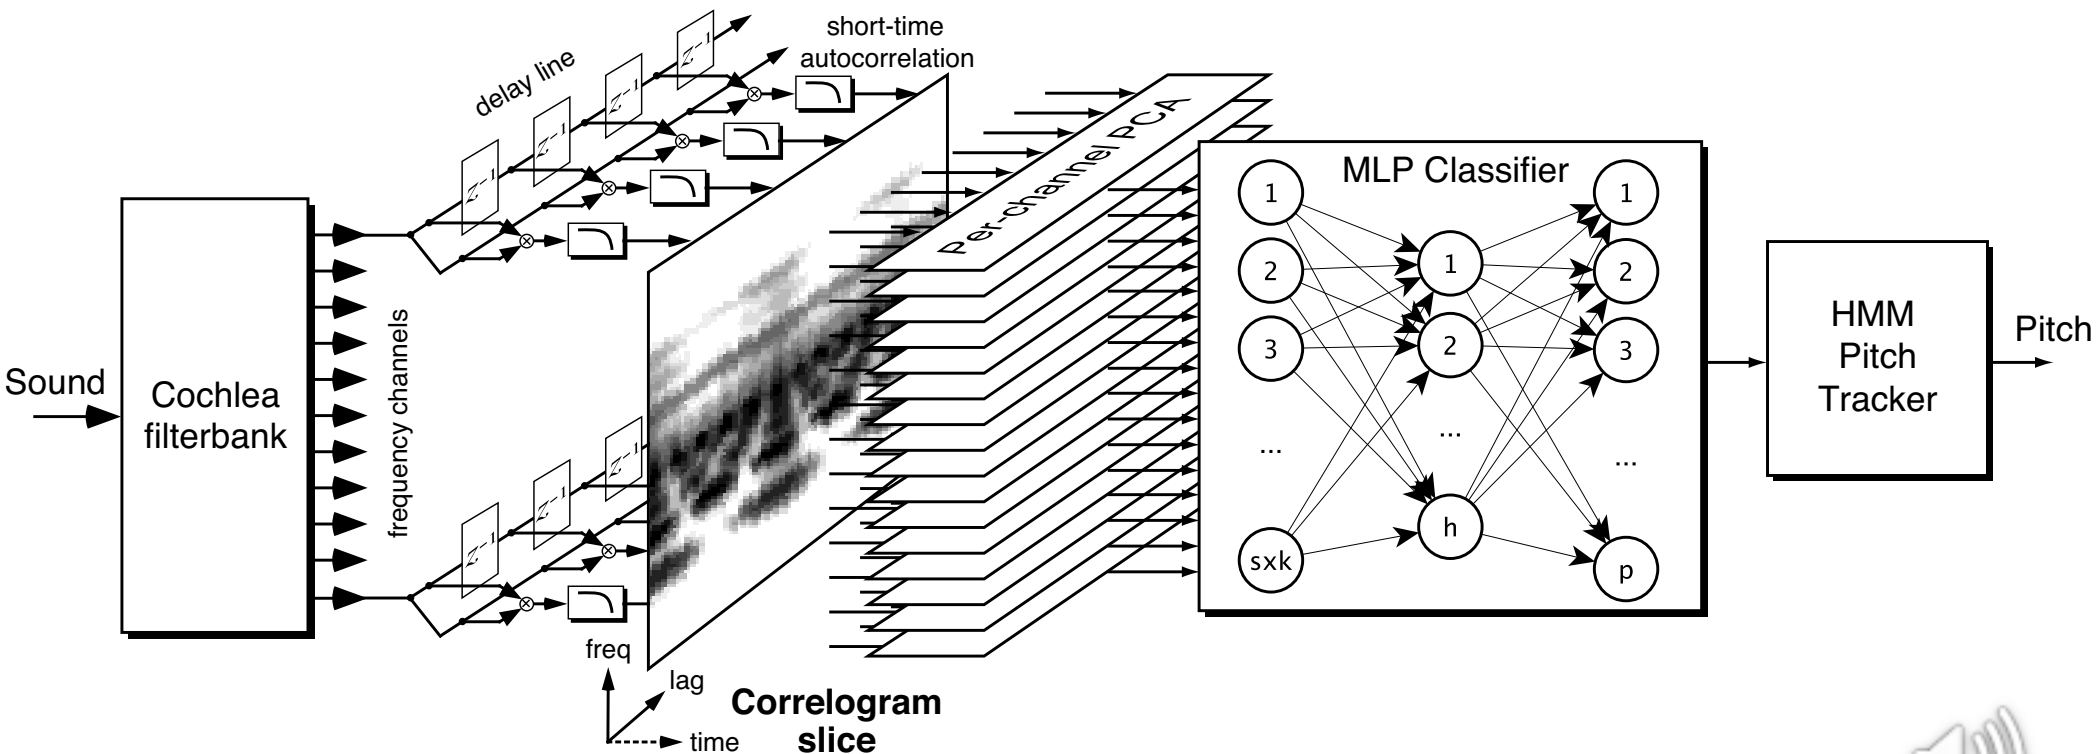 Sound
Cochlea
filterbank
frequency channels
delay line
z⁻¹
z⁻¹
z⁻¹
z⁻¹
z⁻¹
z⁻¹
z⁻¹
short-time
autocorrelation
freq
lag
time
Correlogram
slice
Per-channel PCA
MLP Classifier
1
2
3
...
sxk
1
2
...
h
1
2
3
...
p
HMM
Pitch
Tracker
Pitch